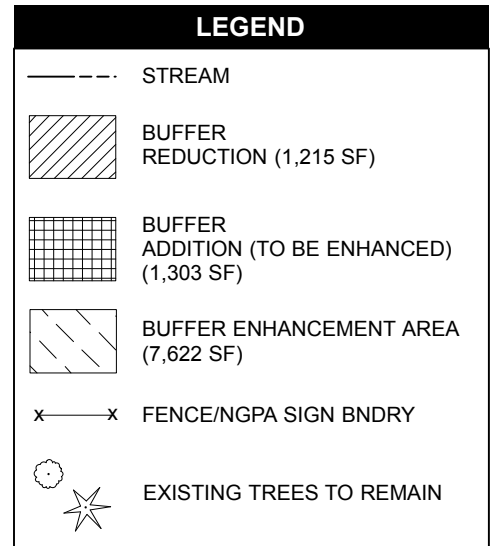 LEGEND
STREAM
BUFFER
REDUCTION (1,215 SF)
BUFFER
ADDITION (TO BE ENHANCED)
(1,303 SF)
BUFFER ENHANCEMENT AREA
(7,622 SF)
x x FENCE/NGPA SIGN BNDRY
EXISTING TREES TO REMAIN